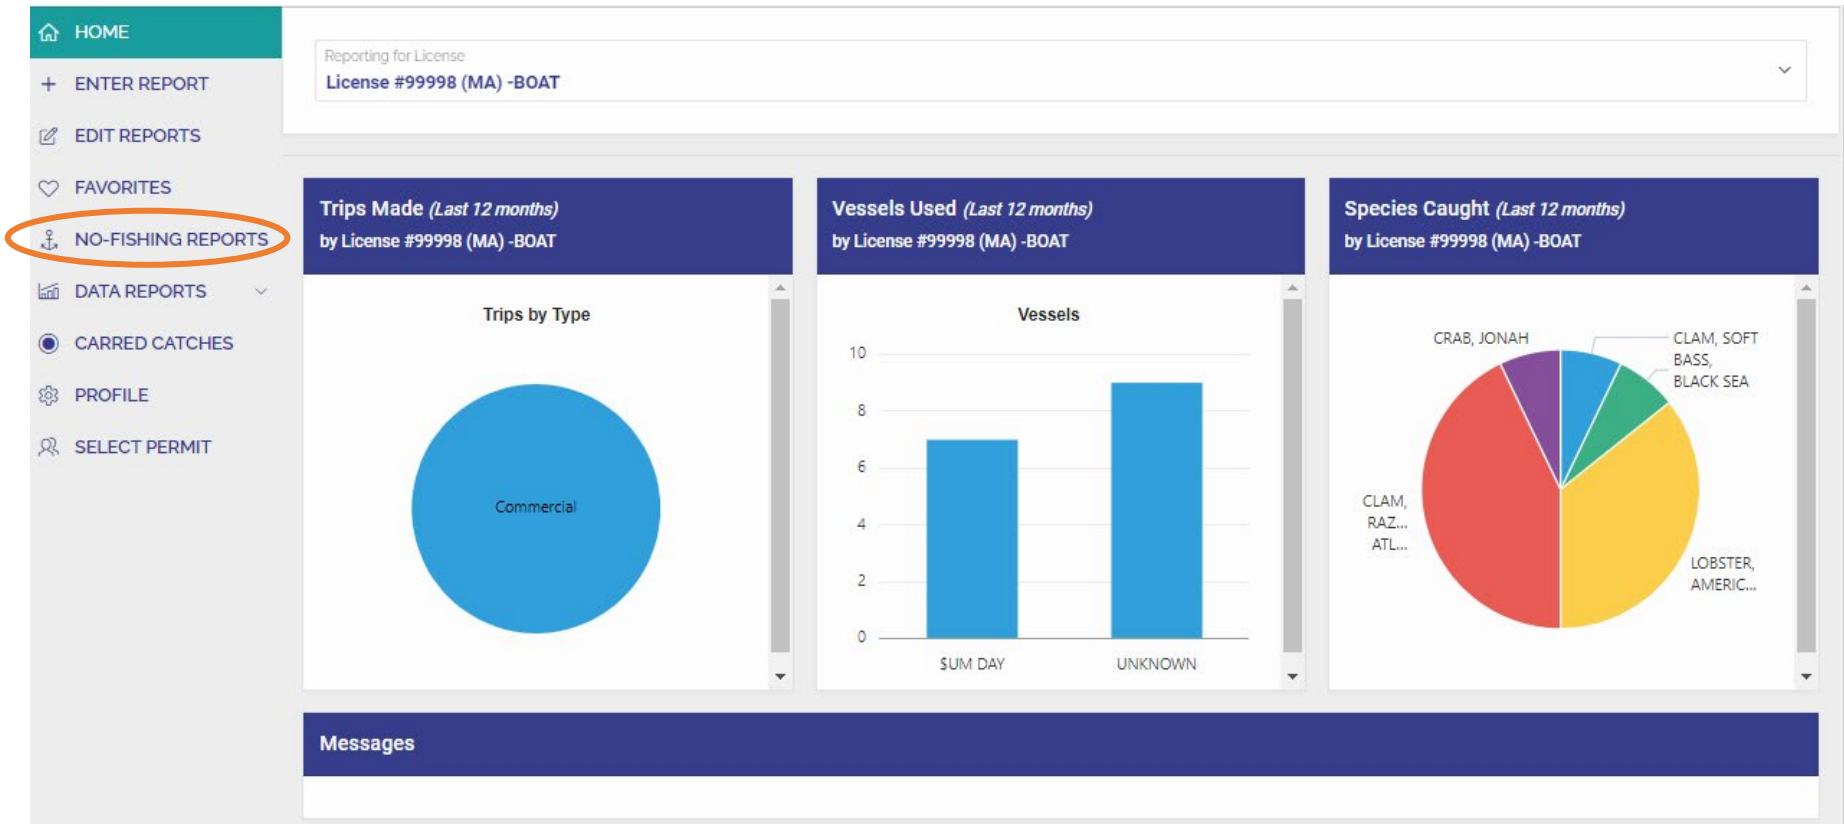 HOME
ENTER REPORT
EDIT REPORTS
FAVORITES
NO-FISHING REPORTS
DATA REPORTS
CARRED CATCHES
PROFILE
SELECT PERMIT
Reporting for License
License #99998 (MA) -BOAT
Trips Made (Last 12 months)
by License #99998 (MA) -BOAT
Trips by Type
Commercial
Vessels Used (Last 12 months)
by License #99998 (MA) -BOAT
Vessels
10
8
6
4
2
0
$UM DAY
UNKNOWN
Species Caught (Last 12 months)
by License #99998 (MA) -BOAT
CRAB, JONAH
CLAM, SOFT
BASS,
BLACK SEA
CLAM,
RAZ...
ATL...
LOBSTER,
AMERIC...
Messages